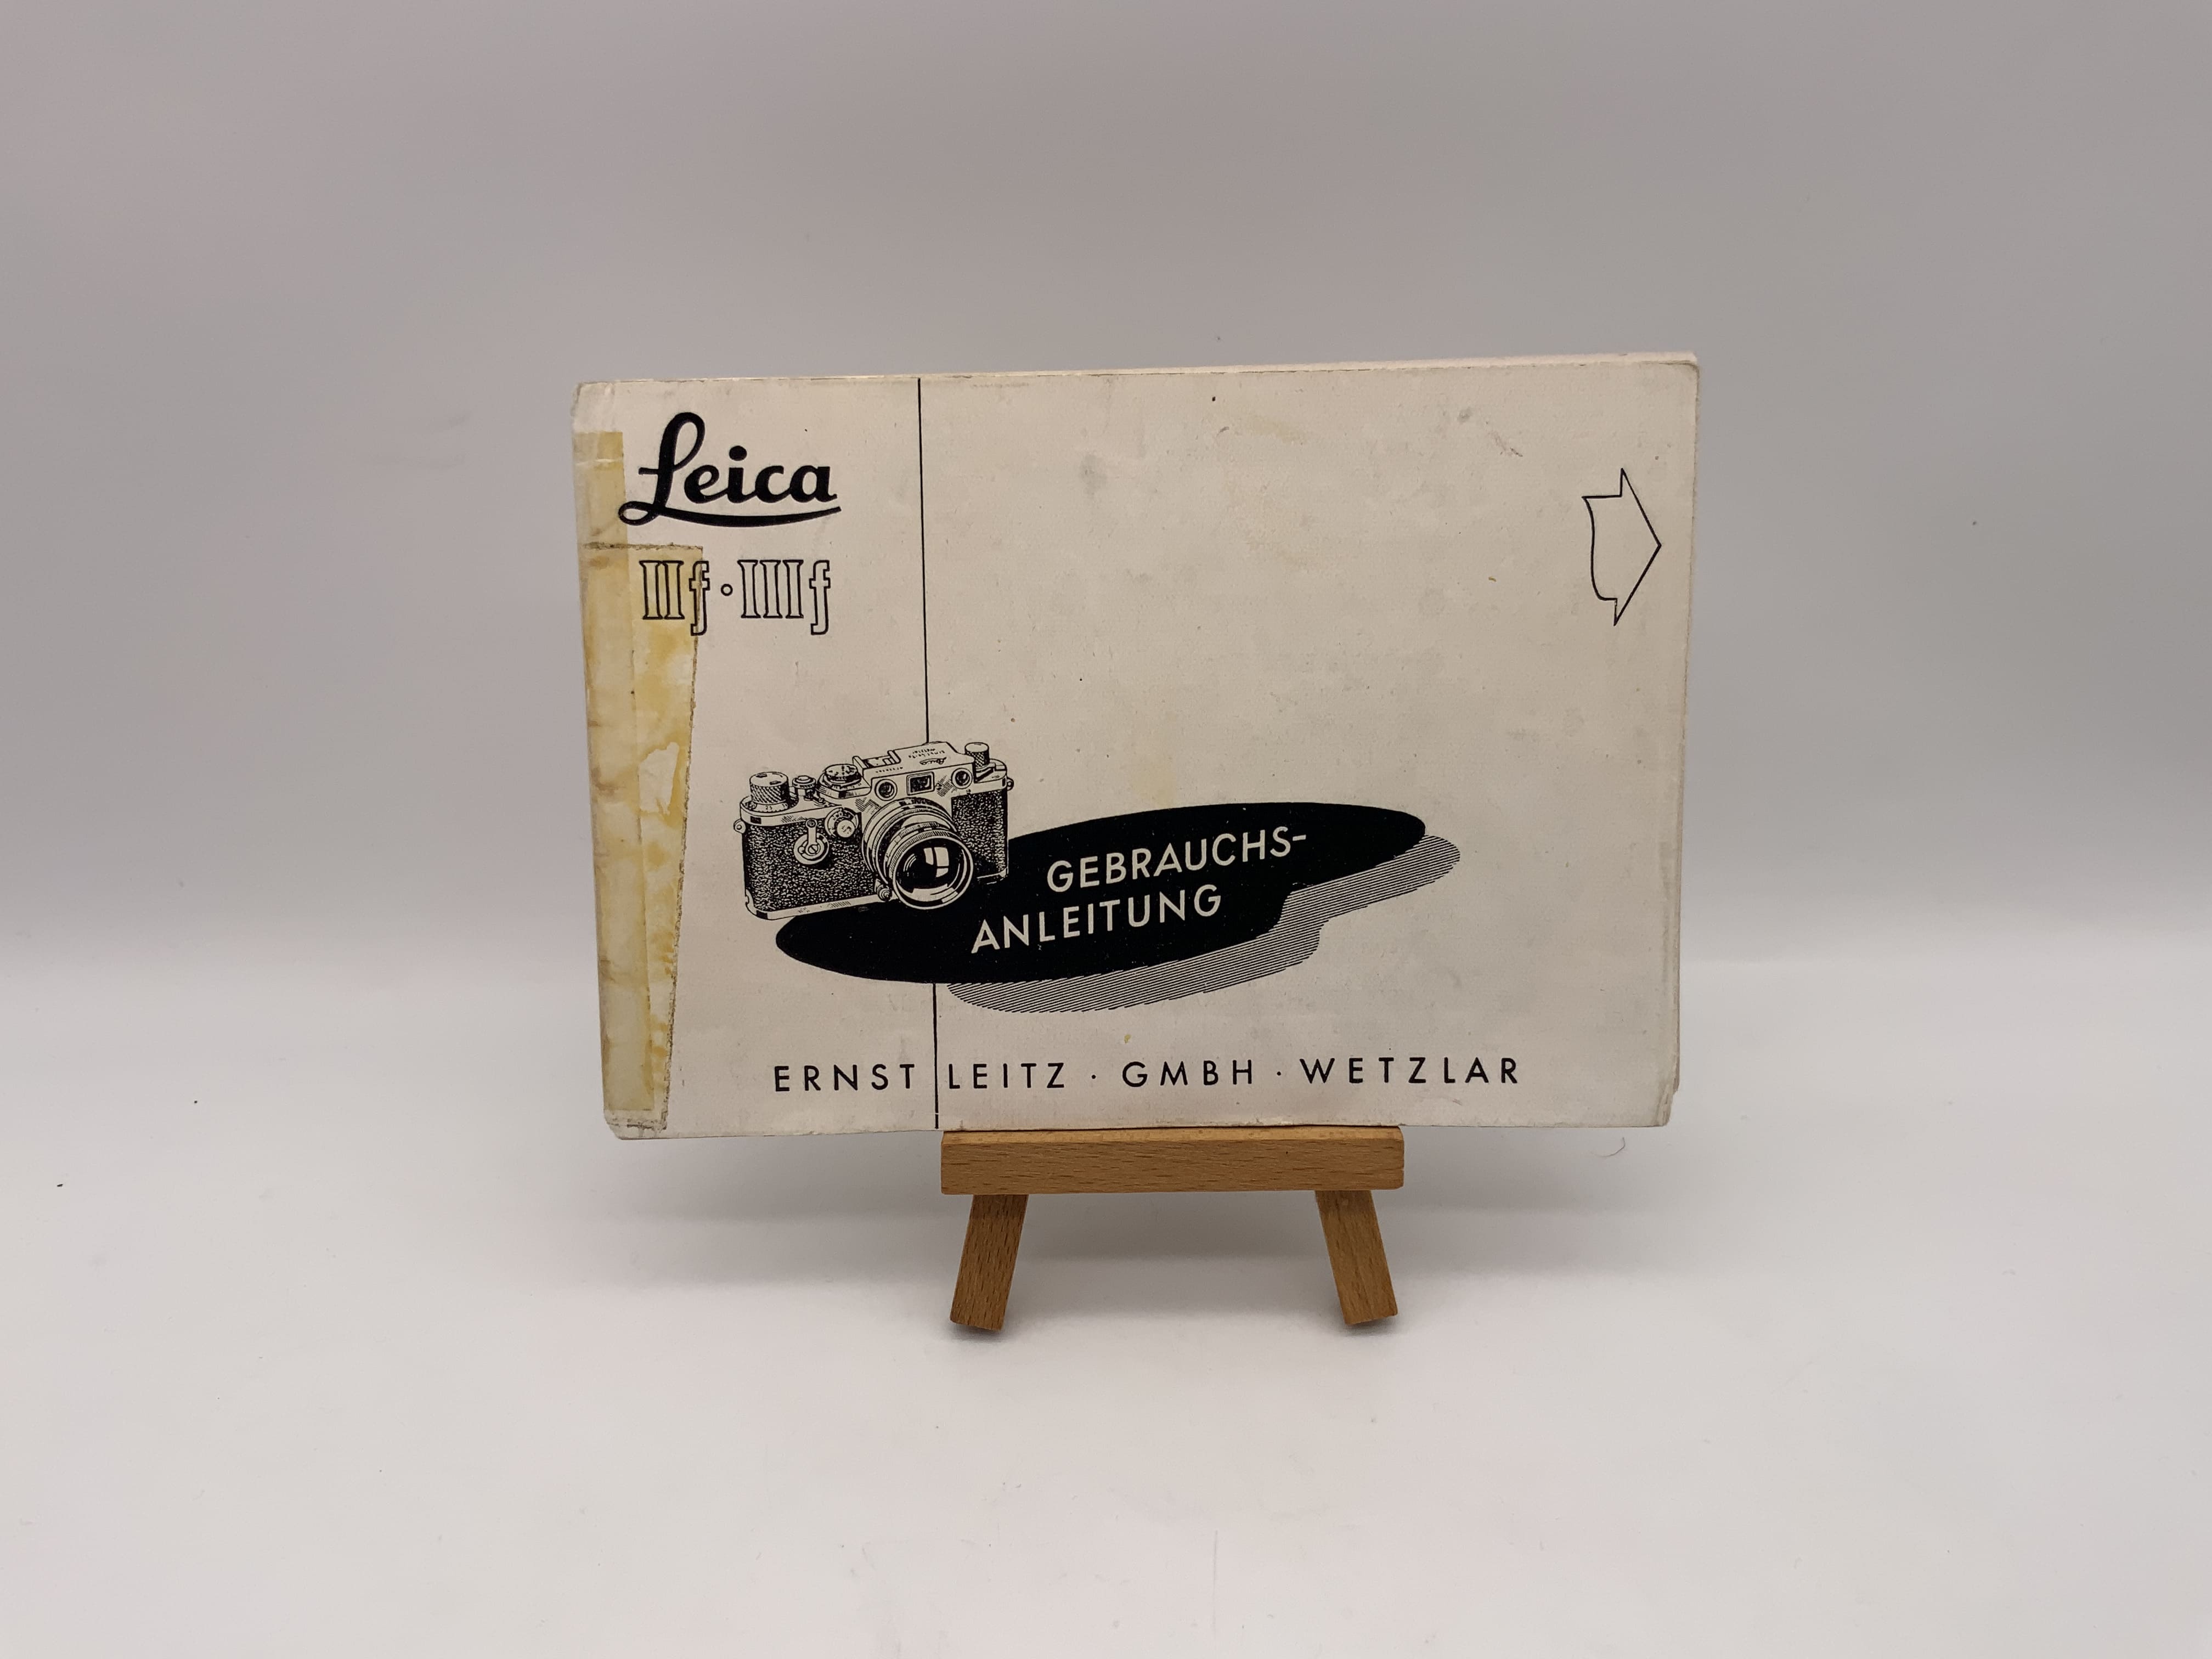 Leica
IIf · IIIf
GEBRAUCHS-
ANLEITUNG
ERNST LEITZ · GMBH · WETZLAR